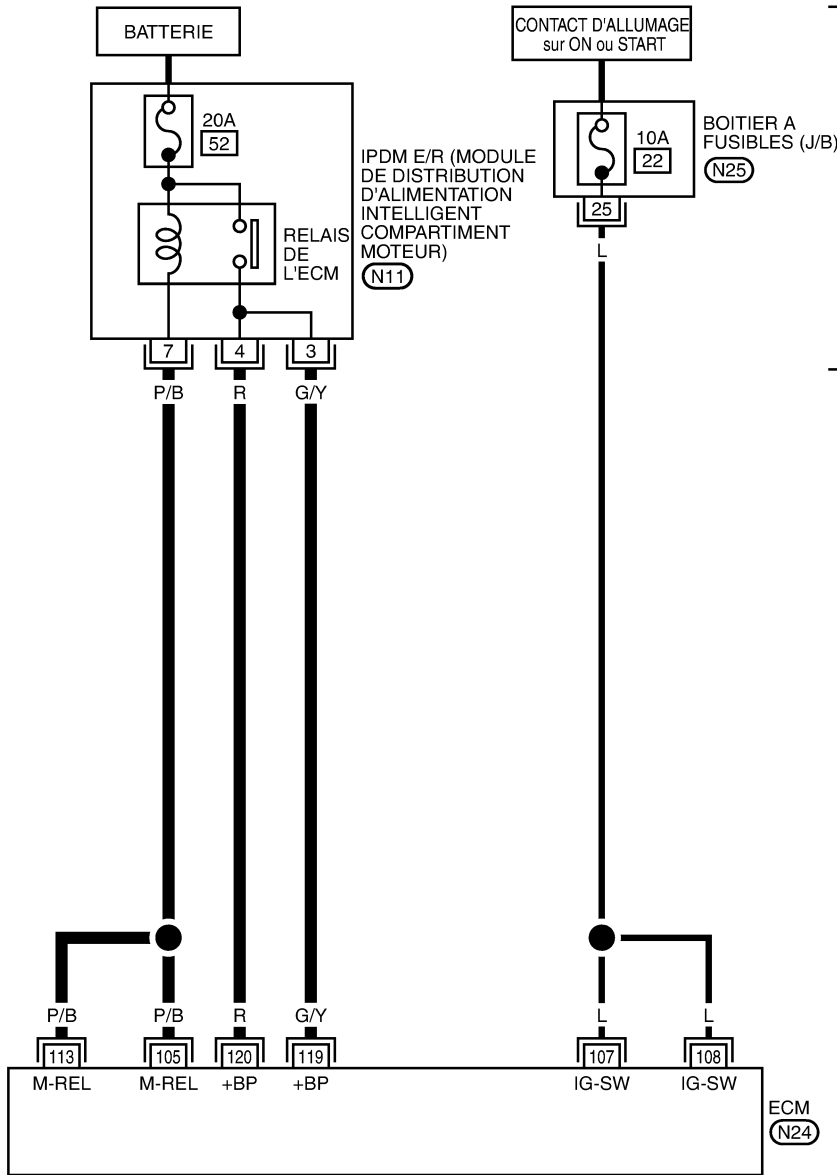 BATTERIE
CONTACT D'ALLUMAGE
sur ON ou START
20A
52
10A
22
BOITIER A
FUSIBLES (J/B)
N25
IPDM E/R (MODULE
DE DISTRIBUTION
D'ALIMENTATION
INTELLIGENT
COMPARTIMENT
MOTEUR)
N11
RELAIS
DE
L'ECM
25
L
7
4
3
P/B
R
G/Y
P/B
P/B
R
G/Y
L
L
113
105
120
119
107
108
M-REL
M-REL
+BP
+BP
IG-SW
IG-SW
ECM
N24